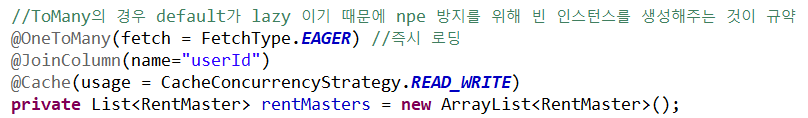 //ToMany의 경우 default가 lazy 이기 때문에 npe 방지를 위해 빈 인스턴스를 생성해주는 것이 규약
@OneToMany(fetch = FetchType.EAGER) //즉시 로딩
@JoinColumn(name="userId")
@Cache(usage = CacheConcurrencyStrategy.READ_WRITE)
private List<RentMaster> rentMasters = new ArrayList<RentMaster>();